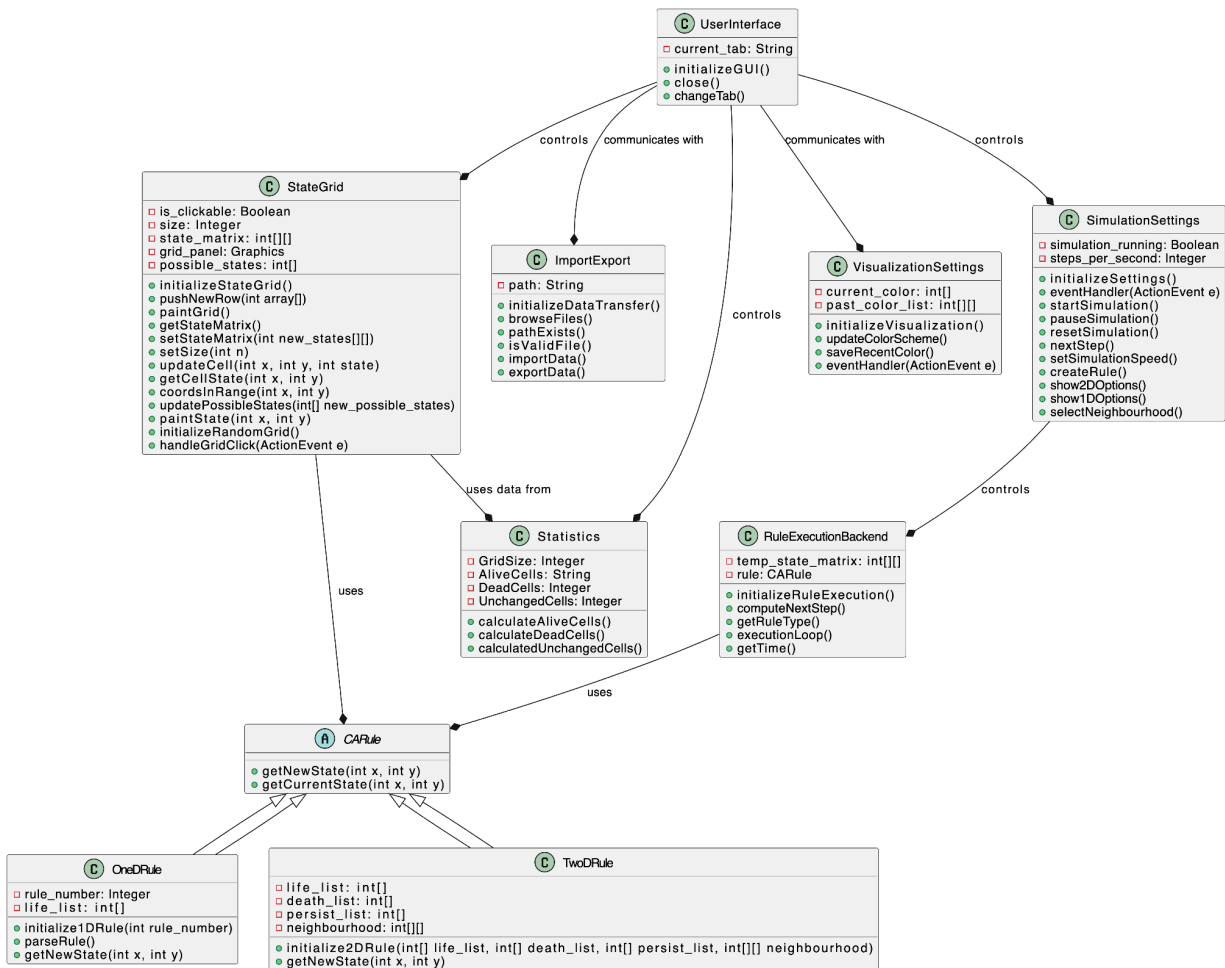 C UserInterface
current_tab: String
initializeGUI()
close()
changeTab()
controls
communicates with
controls
communicates with
controls
C StateGrid
is_clickable: Boolean
size: Integer
state_matrix: int[][]
grid_panel: Graphics
possible_states: int[]
initializeStateGrid()
pushNewRow(int array[])
paintGrid()
getStateMatrix()
setStateMatrix(int new_states[][])
setSize(int n)
updateCell(int x, int y, int state)
getCellState(int x, int y)
coordsInRange(int x, int y)
updatePossibleStates(int[] new_possible_states)
paintState(int x, int y)
initializeRandomGrid()
handleGridClick(ActionEvent e)
C ImportExport
path: String
initializeDataTransfer()
browseFiles()
pathExists()
isValidFile()
importData()
exportData()
C VisualizationSettings
current_color: int[]
past_color_list: int[][]
initializeVisualization()
updateColorScheme()
saveRecentColor()
eventHandler(ActionEvent e)
C SimulationSettings
simulation_running: Boolean
steps_per_second: Integer
initializeSettings()
eventHandler(ActionEvent e)
startSimulation()
pauseSimulation()
resetSimulation()
nextStep()
setSimulationSpeed()
createRule()
show2DOptions()
show1DOptions()
selectNeighbourhood()
uses data from
controls
uses
C Statistics
GridSize: Integer
AliveCells: String
DeadCells: Integer
UnchangedCells: Integer
calculateAliveCells()
calculateDeadCells()
calculatedUnchangedCells()
C RuleExecutionBackend
temp_state_matrix: int[][]
rule: CARule
initializeRuleExecution()
computeNextStep()
getRuleType()
executionLoop()
getTime()
uses
A CARule
getNewState(int x, int y)
getCurrentState(int x, int y)
C OneDRule
rule_number: Integer
life_list: int[]
initialize1DRule(int rule_number)
parseRule()
getNewState(int x, int y)
C TwoDRule
life_list: int[]
death_list: int[]
persist_list: int[]
neighbourhood: int[][]
initialize2DRule(int[] life_list, int[] death_list, int[] persist_list, int[][] neighbourhood)
getNewState(int x, int y)